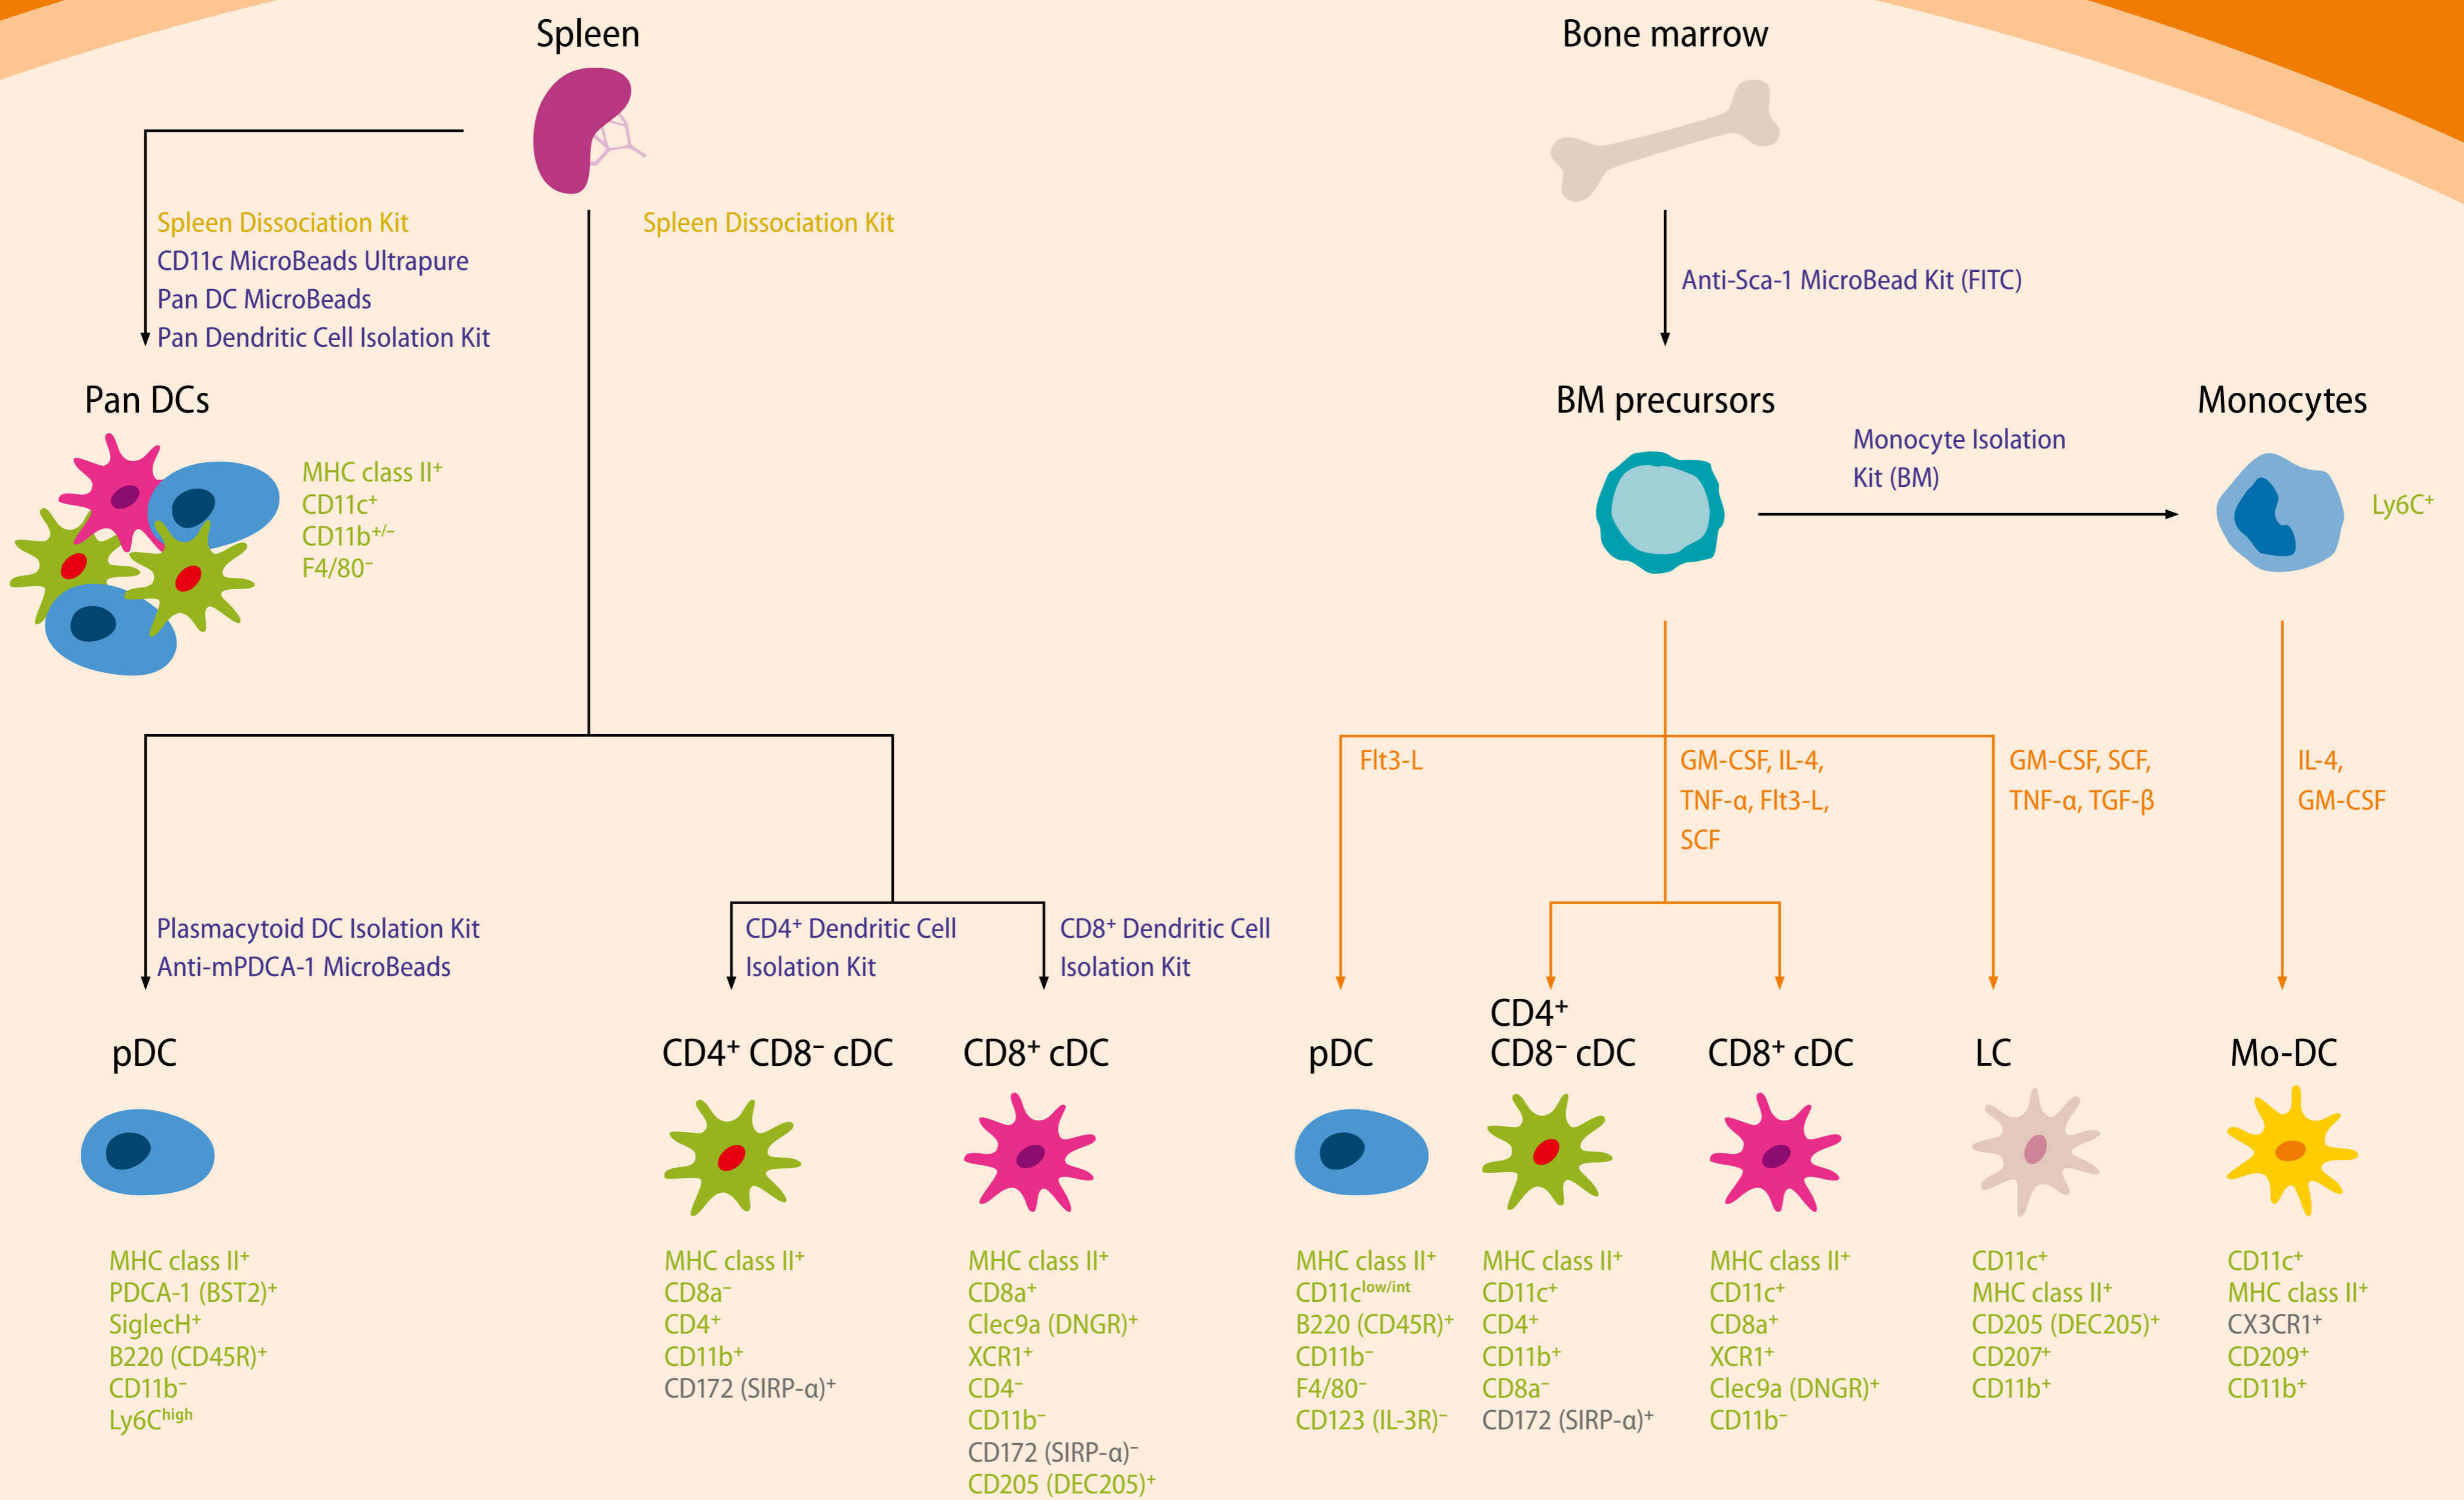 Spleen
Bone marrow
Spleen Dissociation Kit
CD11c MicroBeads Ultrapure
Pan DC MicroBeads
Pan Dendritic Cell Isolation Kit
Spleen Dissociation Kit
Anti-Sca-1 MicroBead Kit (FITC)
Pan DCs
MHC class II⁺
CD11c⁺
CD11b⁺/⁻
F4/80⁻
BM precursors
Monocyte Isolation
Kit (BM)
Monocytes
Ly6C⁺
Flt3-L
GM-CSF, IL-4,
TNF-α, Flt3-L,
SCF
GM-CSF, SCF,
TNF-α, TGF-β
IL-4,
GM-CSF
Plasmacytoid DC Isolation Kit
Anti-mPDCA-1 MicroBeads
CD4⁺ Dendritic Cell
Isolation Kit
CD8⁺ Dendritic Cell
Isolation Kit
pDC
MHC class II⁺
PDCA-1 (BST2)⁺
SiglecH⁺
B220 (CD45R)⁺
CD11b⁻
Ly6Chigh
CD4⁺ CD8⁻ cDC
MHC class II⁺
CD8a⁻
CD4⁺
CD11b⁺
CD172 (SIRP-α)⁺
CD8⁺ cDC
MHC class II⁺
CD8a⁺
Clec9a (DNGR)⁺
XCR1⁺
CD4⁻
CD11b⁻
CD172 (SIRP-α)⁻
CD205 (DEC205)⁺
pDC
MHC class II⁺
CD11clow/int
B220 (CD45R)⁺
CD11b⁻
F4/80⁻
CD123 (IL-3R)⁻
CD4⁺
CD8⁻ cDC
MHC class II⁺
CD11c⁺
CD4⁺
CD11b⁺
CD8a⁻
CD172 (SIRP-α)⁺
CD8⁺ cDC
MHC class II⁺
CD11c⁺
CD8a⁺
XCR1⁺
Clec9a (DNGR)⁺
CD11b⁻
LC
CD11c⁺
MHC class II⁺
CD205 (DEC205)⁺
CD207⁺
CD11b⁺
Mo-DC
CD11c⁺
MHC class II⁺
CX3CR1⁺
CD209⁺
CD11b⁺